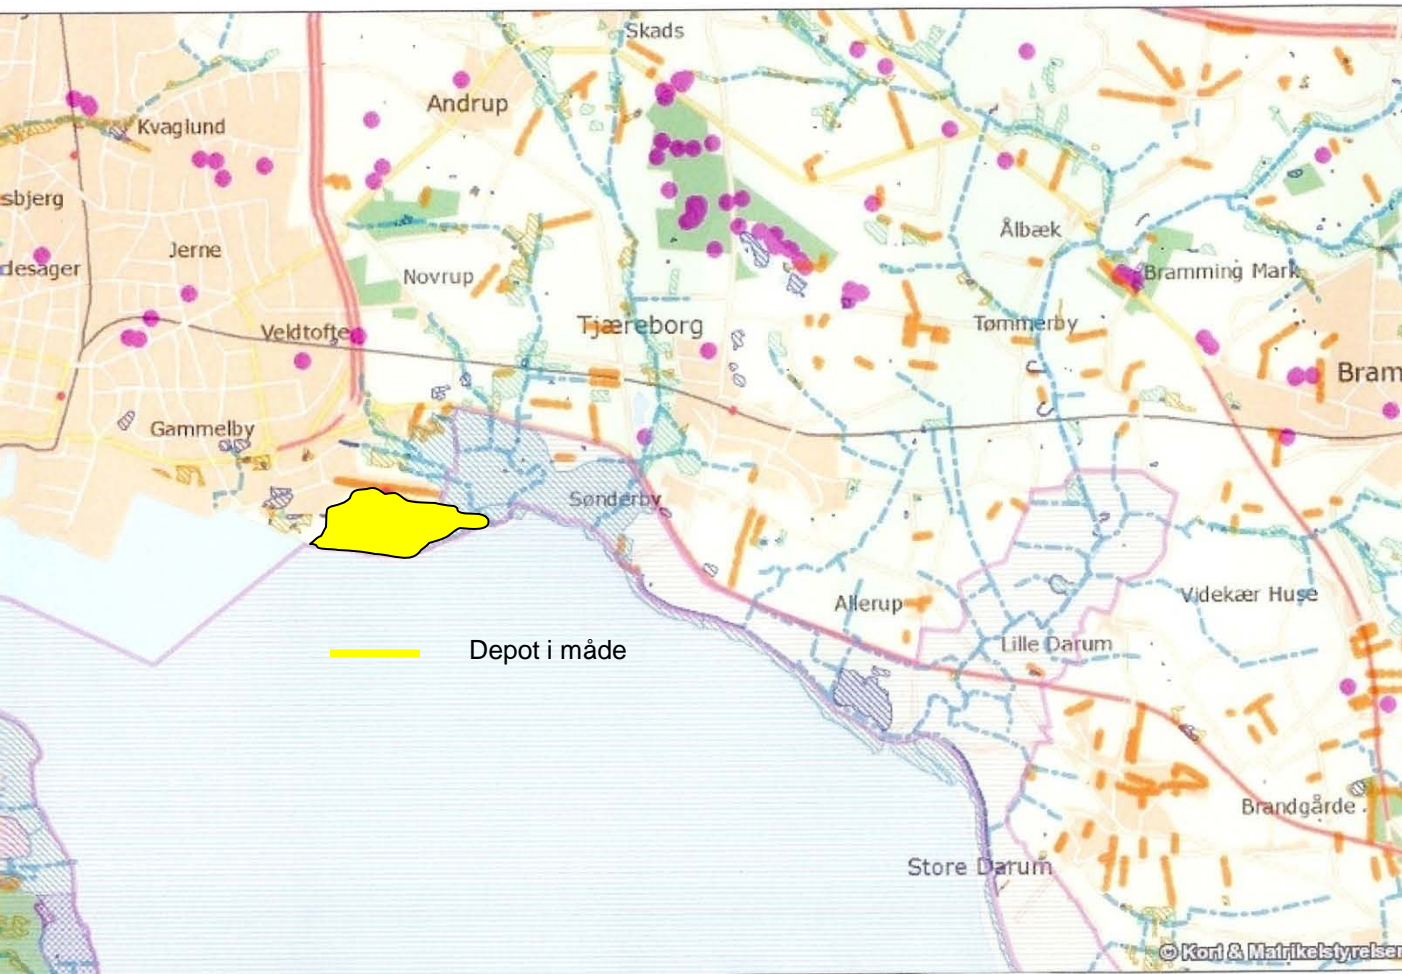 Skads
Andrup
Kvaglund
sbjerg
Jerne
desager
Ålbæk
Novrup
Bramming Mark
Tjæreborg
Tømmerby
Veldtofte
Bram
Gammelby
Sønderby
Allerup
Videkær Huse
Lille Darum
Depot i måde
Brandgårde
Store Darum
© Kort & Matrikelstyrelsen